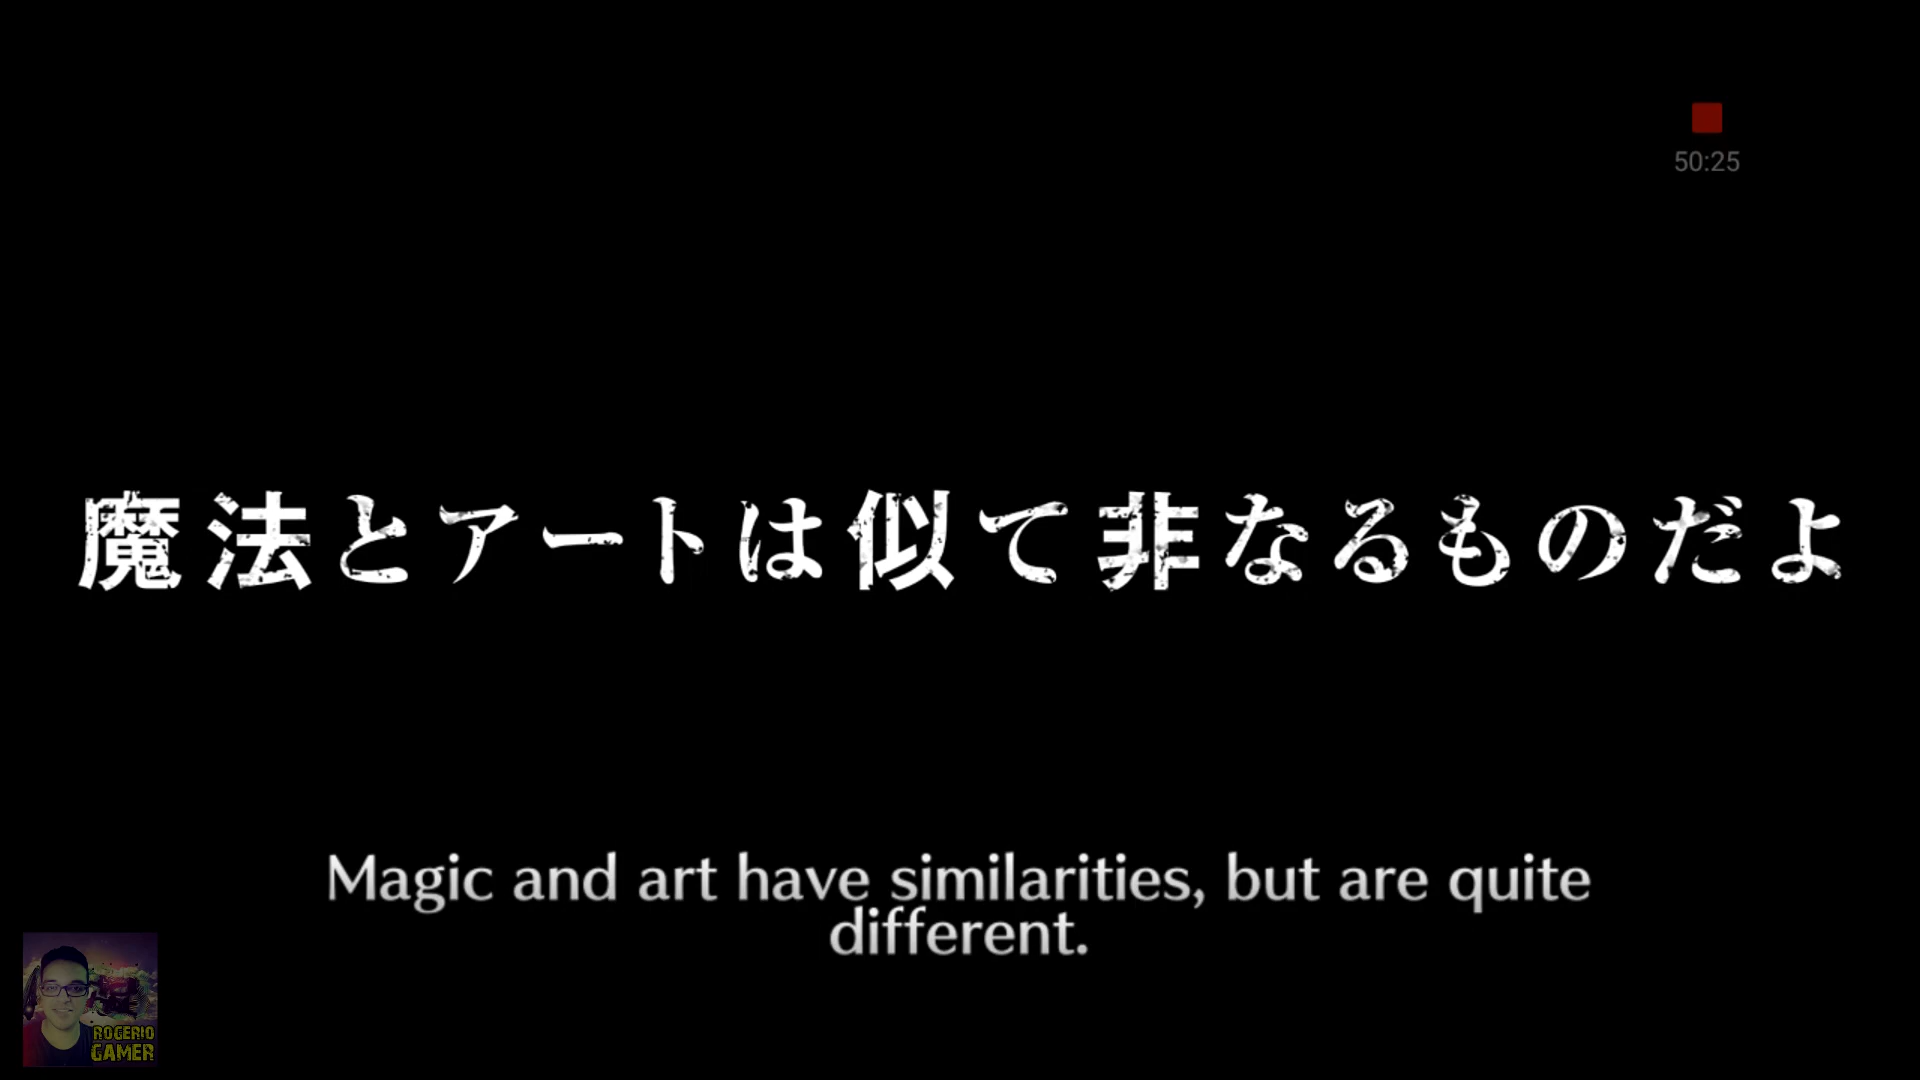 50:25
魔法とアートは似て非なるものだよ
Magic and art have similarities, but are quite
different.
ROGERIO
GAMER